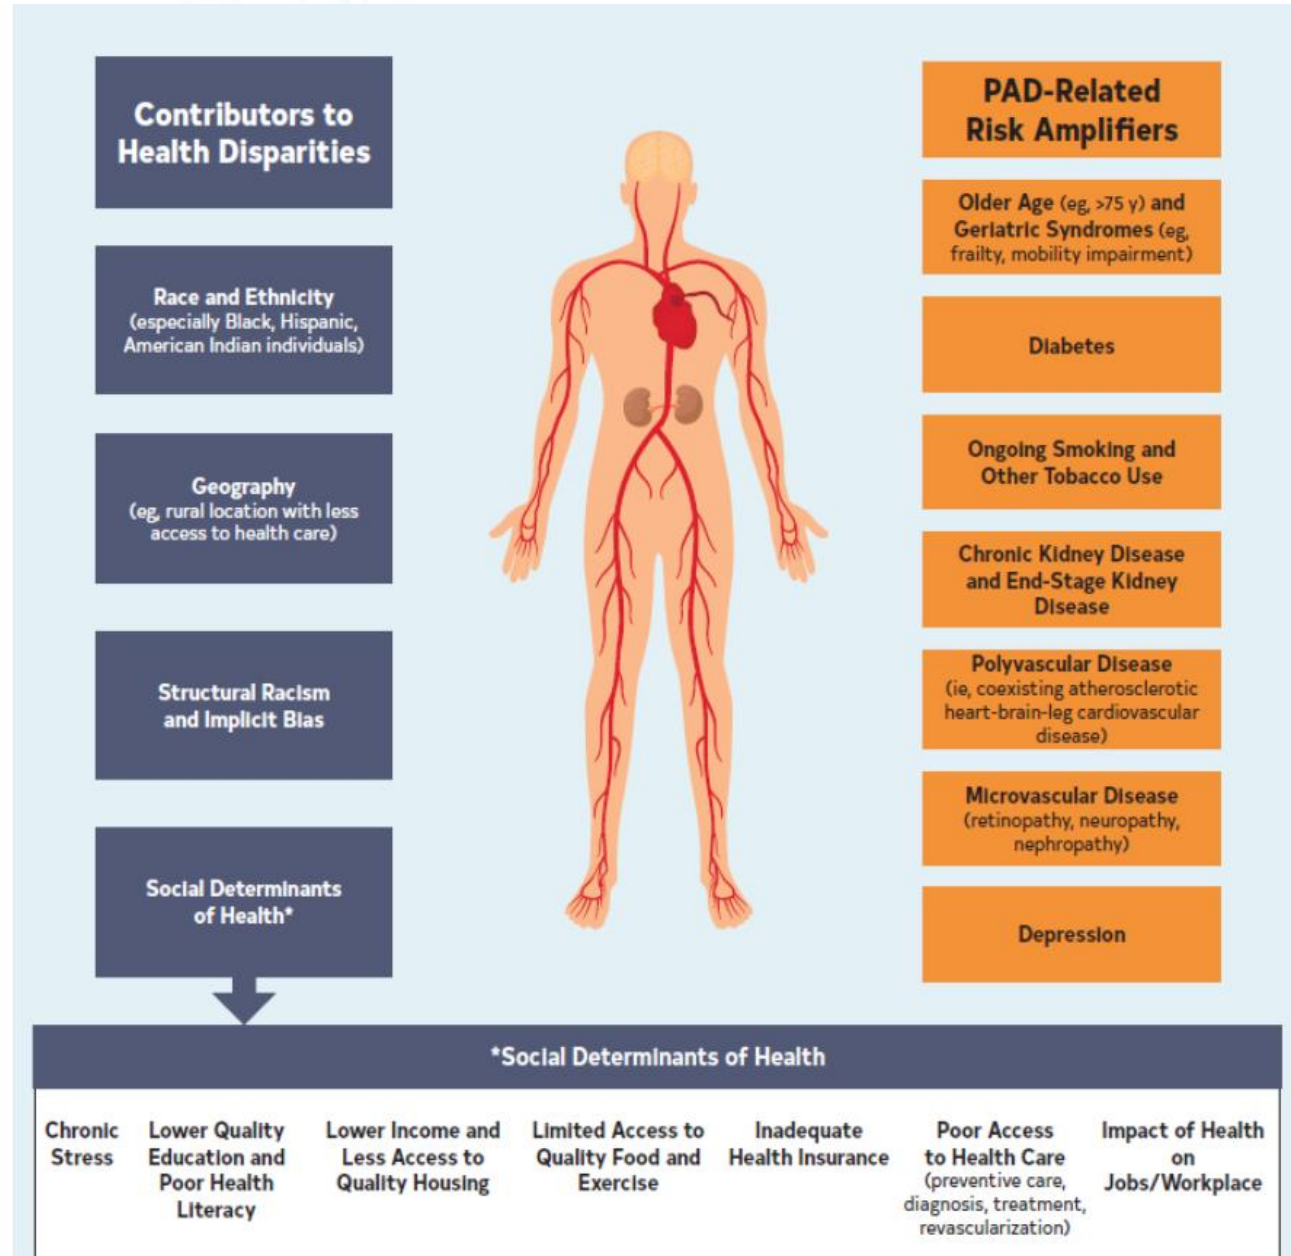 Contributors to
Health Disparities
Race and Ethnicity
(especially Black, Hispanic,
American Indian individuals)
Geography
(eg, rural location with less
access to health care)
Structural Racism
and Implicit Bias
Social Determinants
of Health*
PAD-Related
Risk Amplifiers
Older Age (eg, >75 y) and
Geriatric Syndromes (eg,
frailty, mobility impairment)
Diabetes
Ongoing Smoking and
Other Tobacco Use
Chronic Kidney Disease
and End-Stage Kidney
Disease
Polyvascular Disease
(ie, coexisting atherosclerotic
heart-brain-leg cardiovascular
disease)
Microvascular Disease
(retinopathy, neuropathy,
nephropathy)
Depression
*Social Determinants of Health
Chronic
Stress
Lower Quality
Education and
Poor Health
Literacy
Lower Income and
Less Access to
Quality Housing
Limited Access to
Quality Food and
Exercise
Inadequate
Health Insurance
Poor Access
to Health Care
(preventive care,
diagnosis, treatment,
revascularization)
Impact of Health
on
Jobs/Workplace